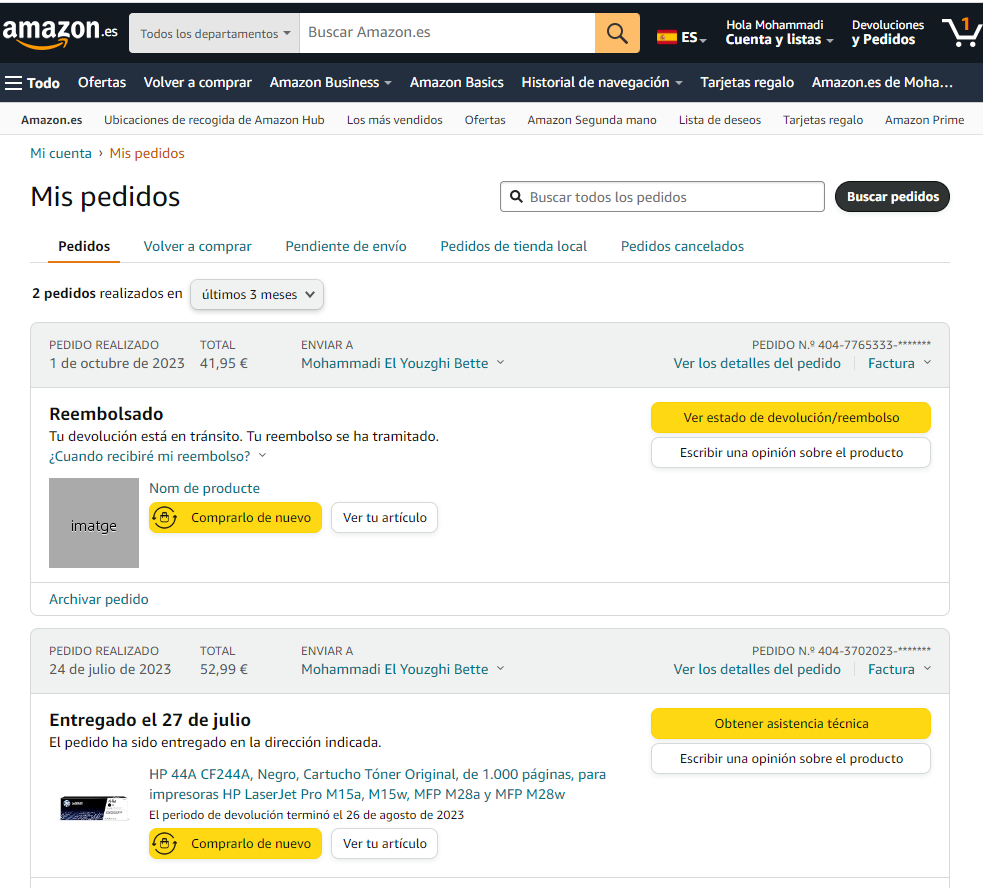 amazon.es
Todos los departamentos
Buscar Amazon.es
ES
Hola Mohammadi
Cuenta y listas
Devoluciones
y Pedidos
1
Todo Ofertas Volver a comprar Amazon Business Amazon Basics Historial de navegación Tarjetas regalo Amazon.es de Moha...
Amazon.es Ubicaciones de recogida de Amazon Hub Los más vendidos Ofertas Amazon Segunda mano Lista de deseos Tarjetas regalo Amazon Prime
Mi cuenta › Mis pedidos
Mis pedidos
Buscar todos los pedidos
Buscar pedidos
Pedidos Volver a comprar Pendiente de envío Pedidos de tienda local Pedidos cancelados
2 pedidos realizados en últimos 3 meses
PEDIDO REALIZADO TOTAL ENVIAR A PEDIDO N.º 404-7765333-*******
1 de octubre de 2023 41,95 € Mohammadi El Youzghi Bette Ver los detalles del pedido Factura
Reembolsado
Tu devolución está en tránsito. Tu reembolso se ha tramitado.
¿Cuando recibiré mi reembolso?
Ver estado de devolución/reembolso
Escribir una opinión sobre el producto
imatge
Nom de producte
Comprarlo de nuevo
Ver tu artículo
Archivar pedido
PEDIDO REALIZADO TOTAL ENVIAR A PEDIDO N.º 404-3702023-*******
24 de julio de 2023 52,99 € Mohammadi El Youzghi Bette Ver los detalles del pedido Factura
Entregado el 27 de julio
El pedido ha sido entregado en la dirección indicada.
Obtener asistencia técnica
Escribir una opinión sobre el producto
HP 44A CF244A, Negro, Cartucho Tóner Original, de 1.000 páginas, para
impresoras HP LaserJet Pro M15a, M15w, MFP M28a y MFP M28w
El periodo de devolución terminó el 26 de agosto de 2023
Comprarlo de nuevo
Ver tu artículo